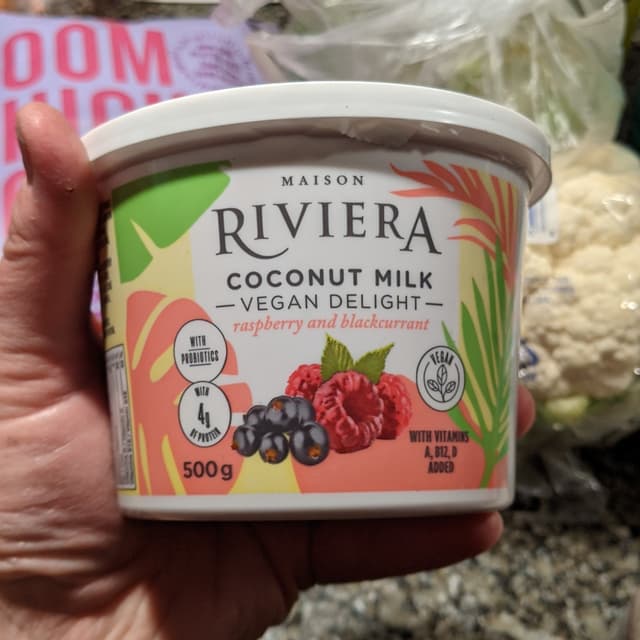 OOM
MAISON
RIVIERA
COCONUT MILK
VEGAN DELIGHT
raspberry and blackcurrant
WITH
PROBIOTICS
WITH
4g
OF PROTEIN
500g
VEGAN
WITH VITAMINS
A, B12, D
ADDED